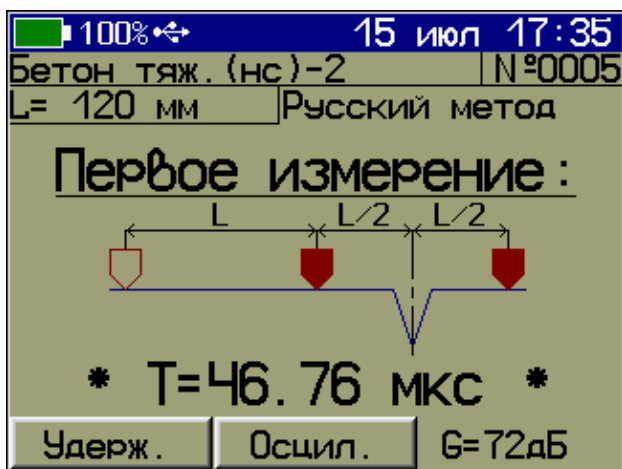 100% 15 июл 17:35
Бетон тяж.(нс)-2 №0005
L= 120 мм Русский метод
Первое измерение:
L L/2 L/2
* T=46.76 мкс *
Удерж. Осцил. G=72дБ